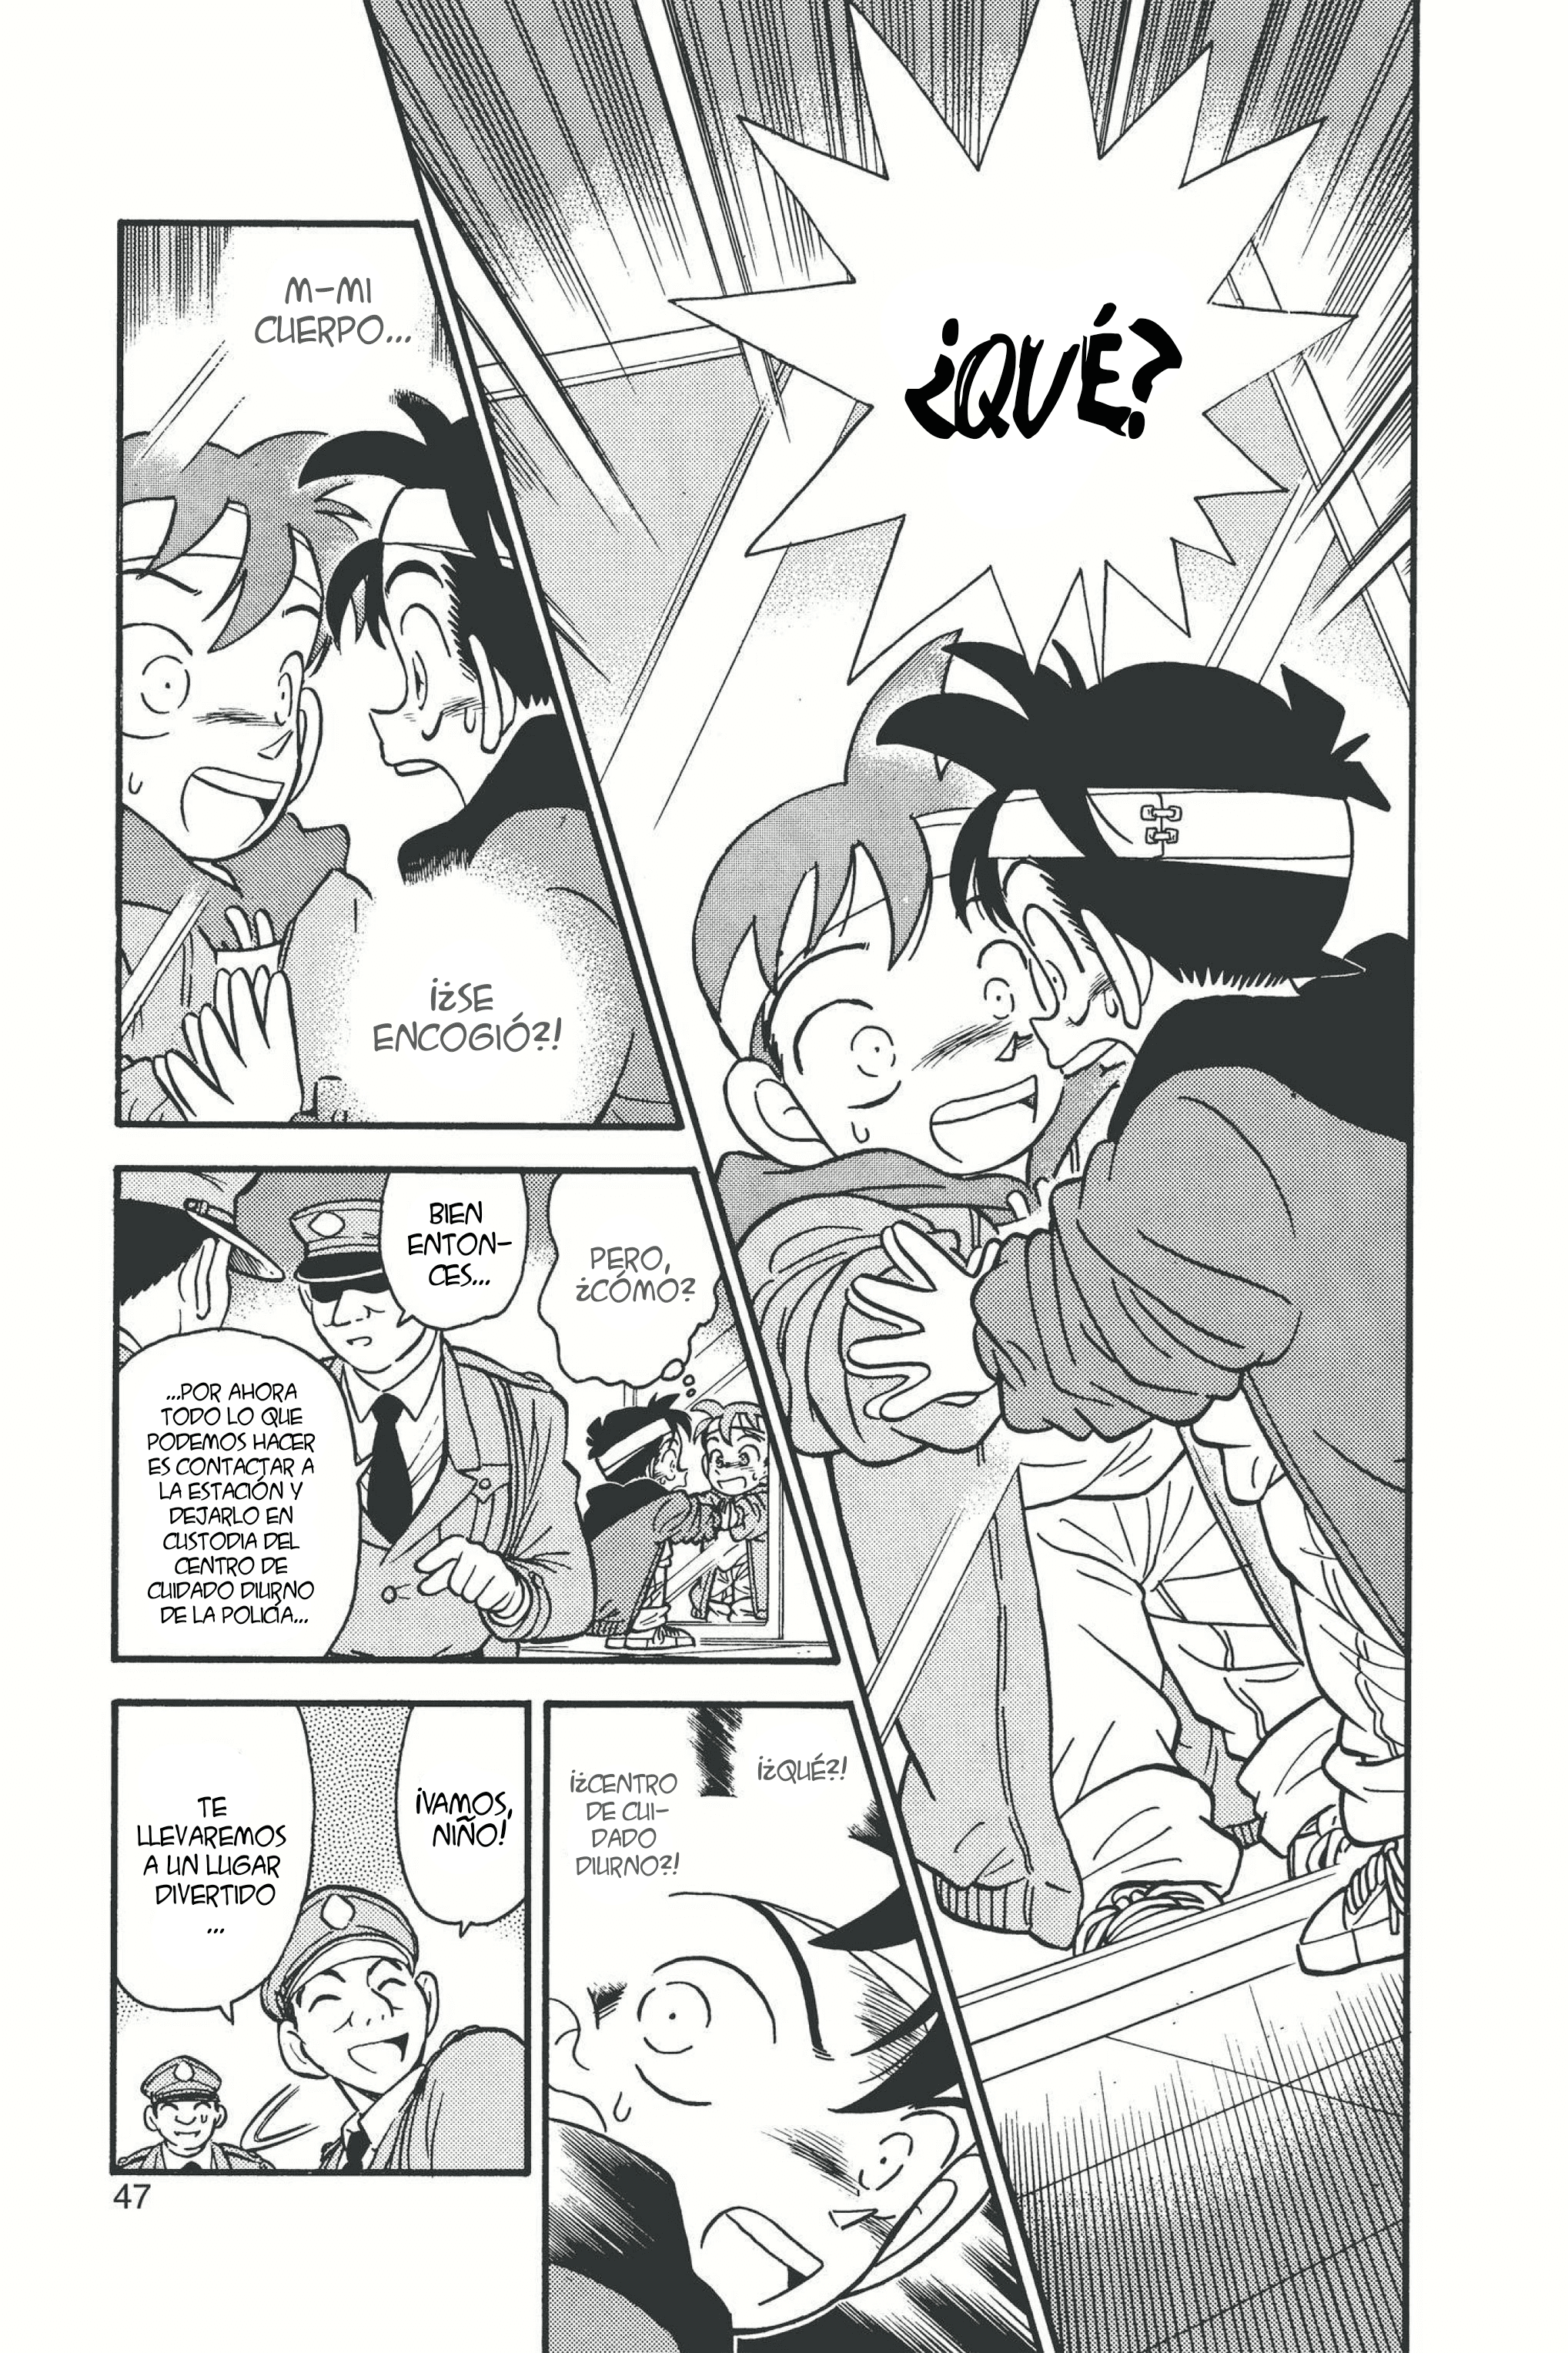 ¿QUÉ?
M-MI
CUERPO...
¡¿SE
ENCOGIÓ?!
PERO,
¿CÓMO?
BIEN
ENTON-
CES...
...POR AHORA
TODO LO QUE
PODEMOS HACER
ES CONTACTAR A
LA ESTACIÓN Y
DEJARLO EN
CUSTODIA DEL
CENTRO DE
CUIDADO DIURNO
DE LA POLICÍA...
¡¿QUÉ?!
¡¿CENTRO
DE CUI-
DADO
DIURNO?!
¡VAMOS,
NIÑO!
TE
LLEVAREMOS
A UN LUGAR
DIVERTIDO
...
47